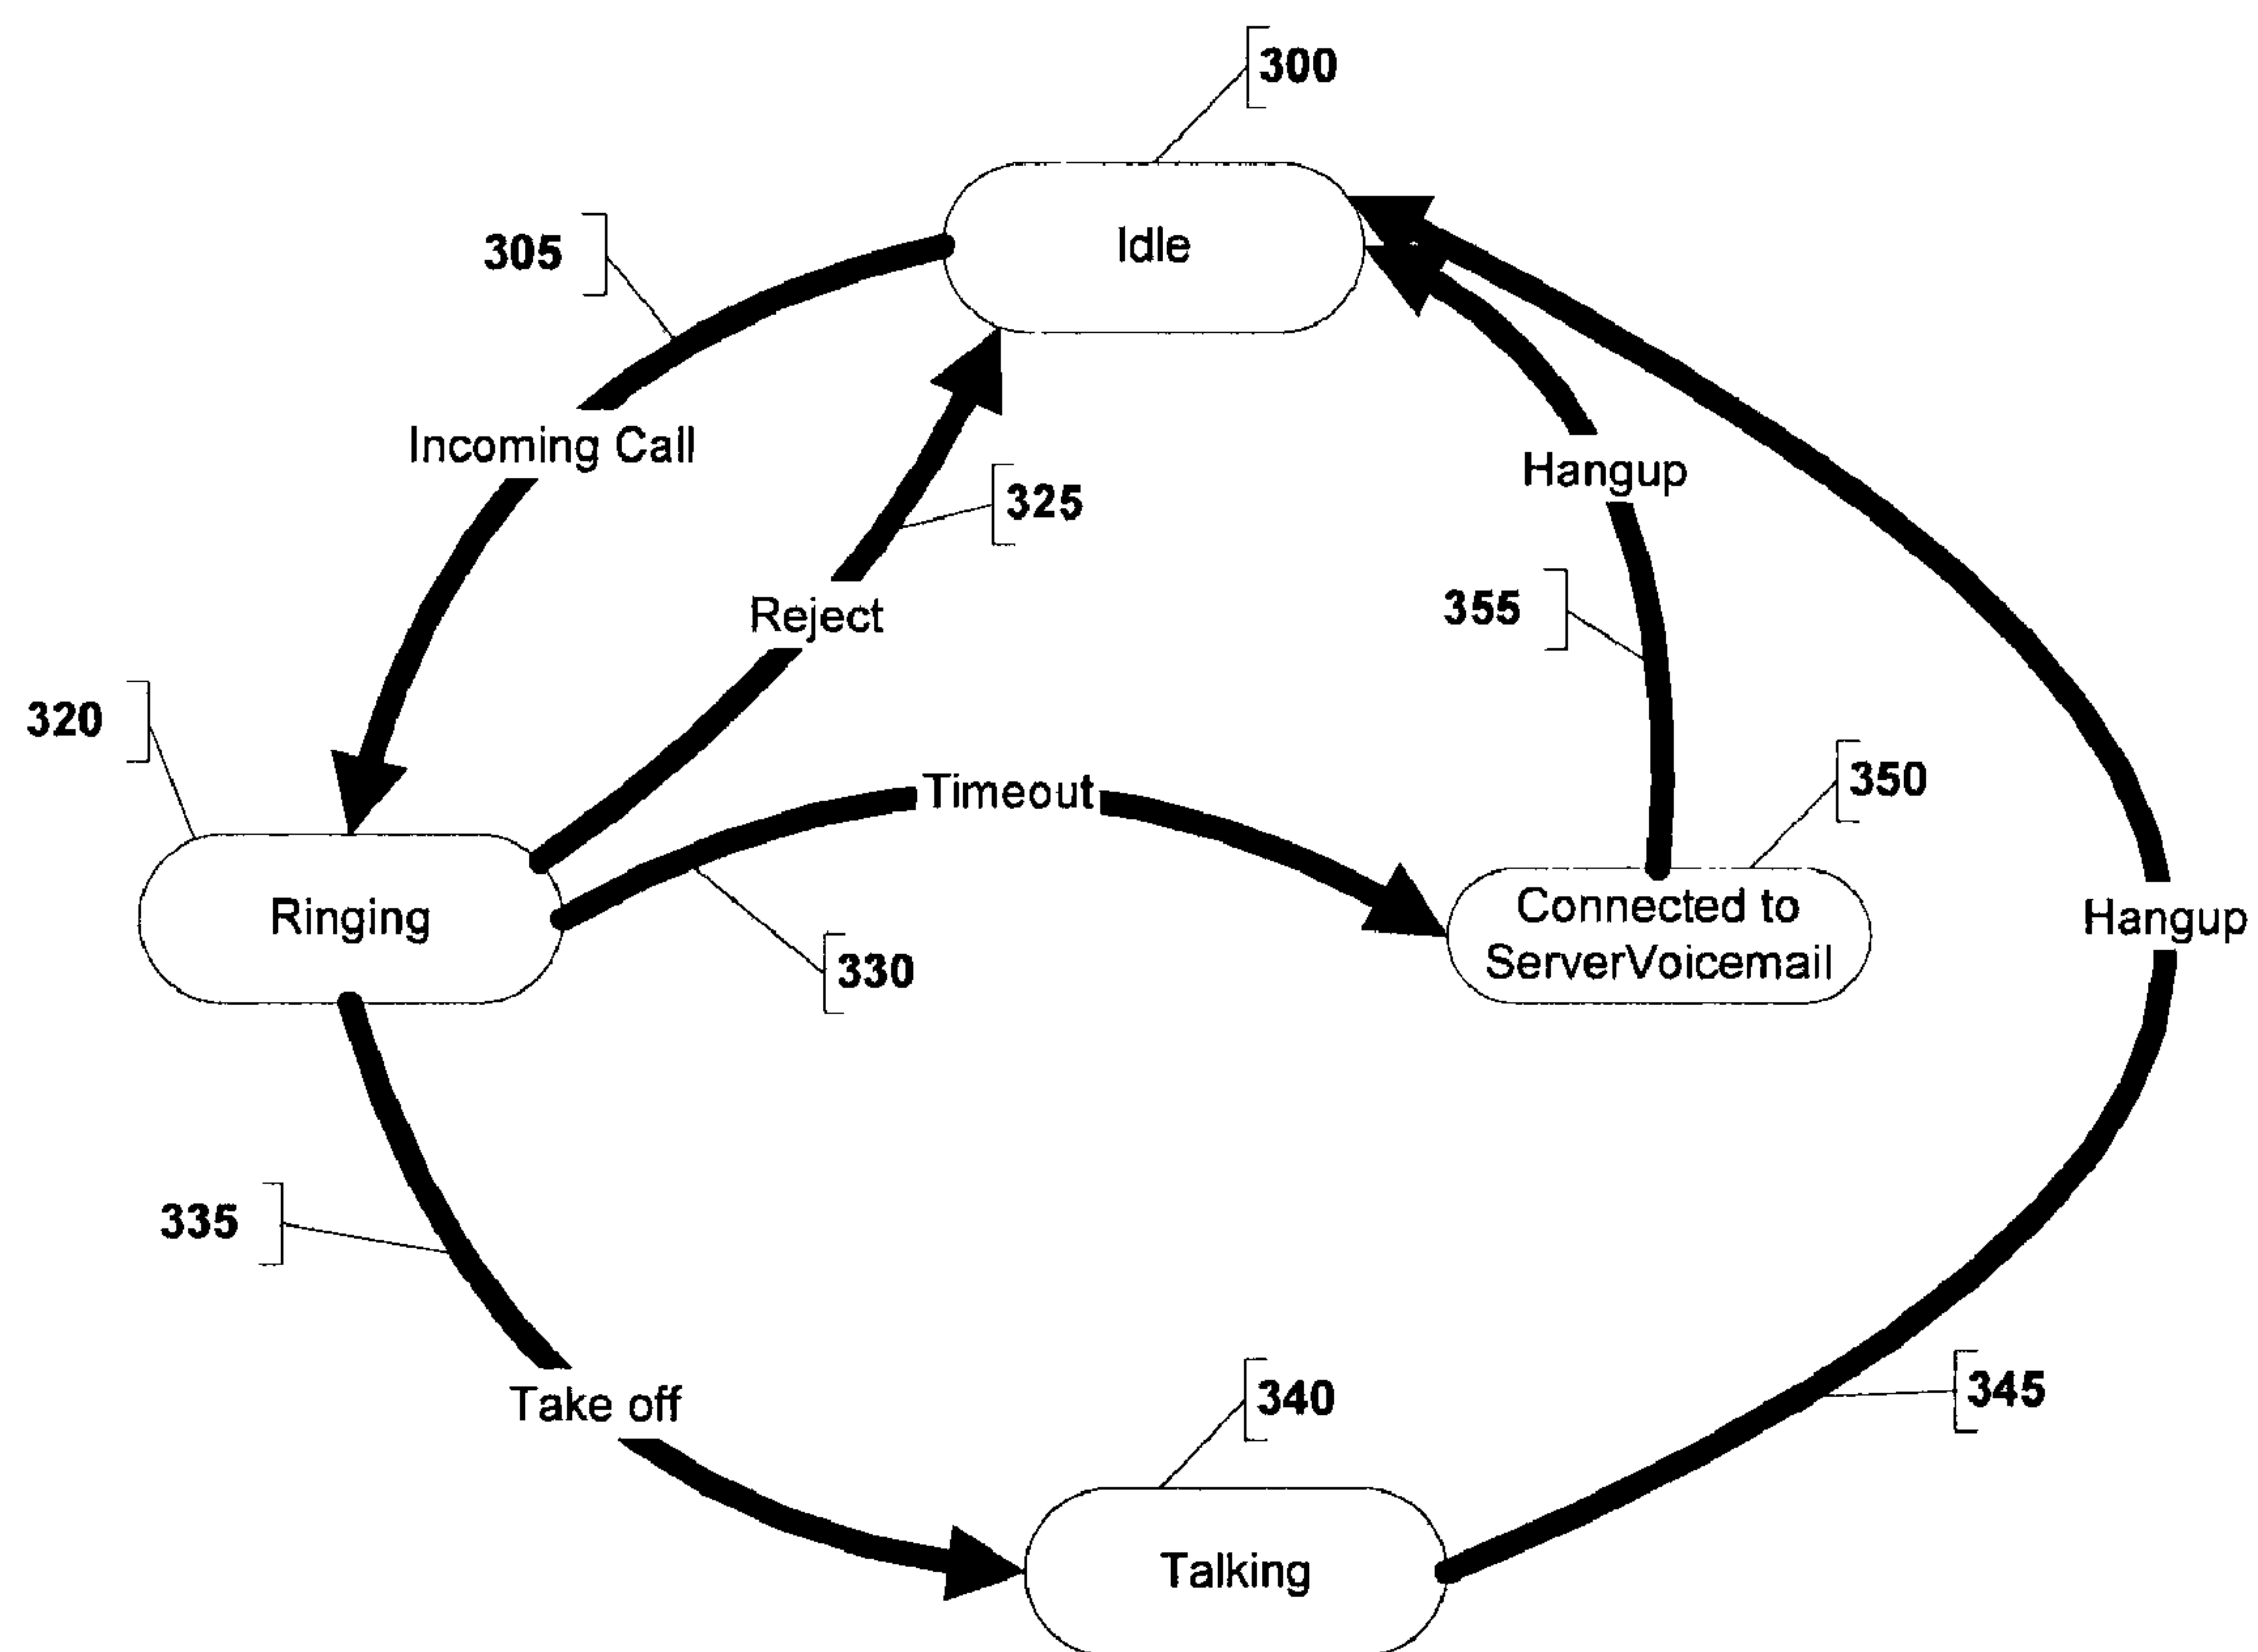 300
Idle
305
Incoming Call
325
Hangup
Reject
355
320
Timeout
350
Ringing
Connected to
ServerVoicemail
Hangup
330
335
Take off
340
345
Talking